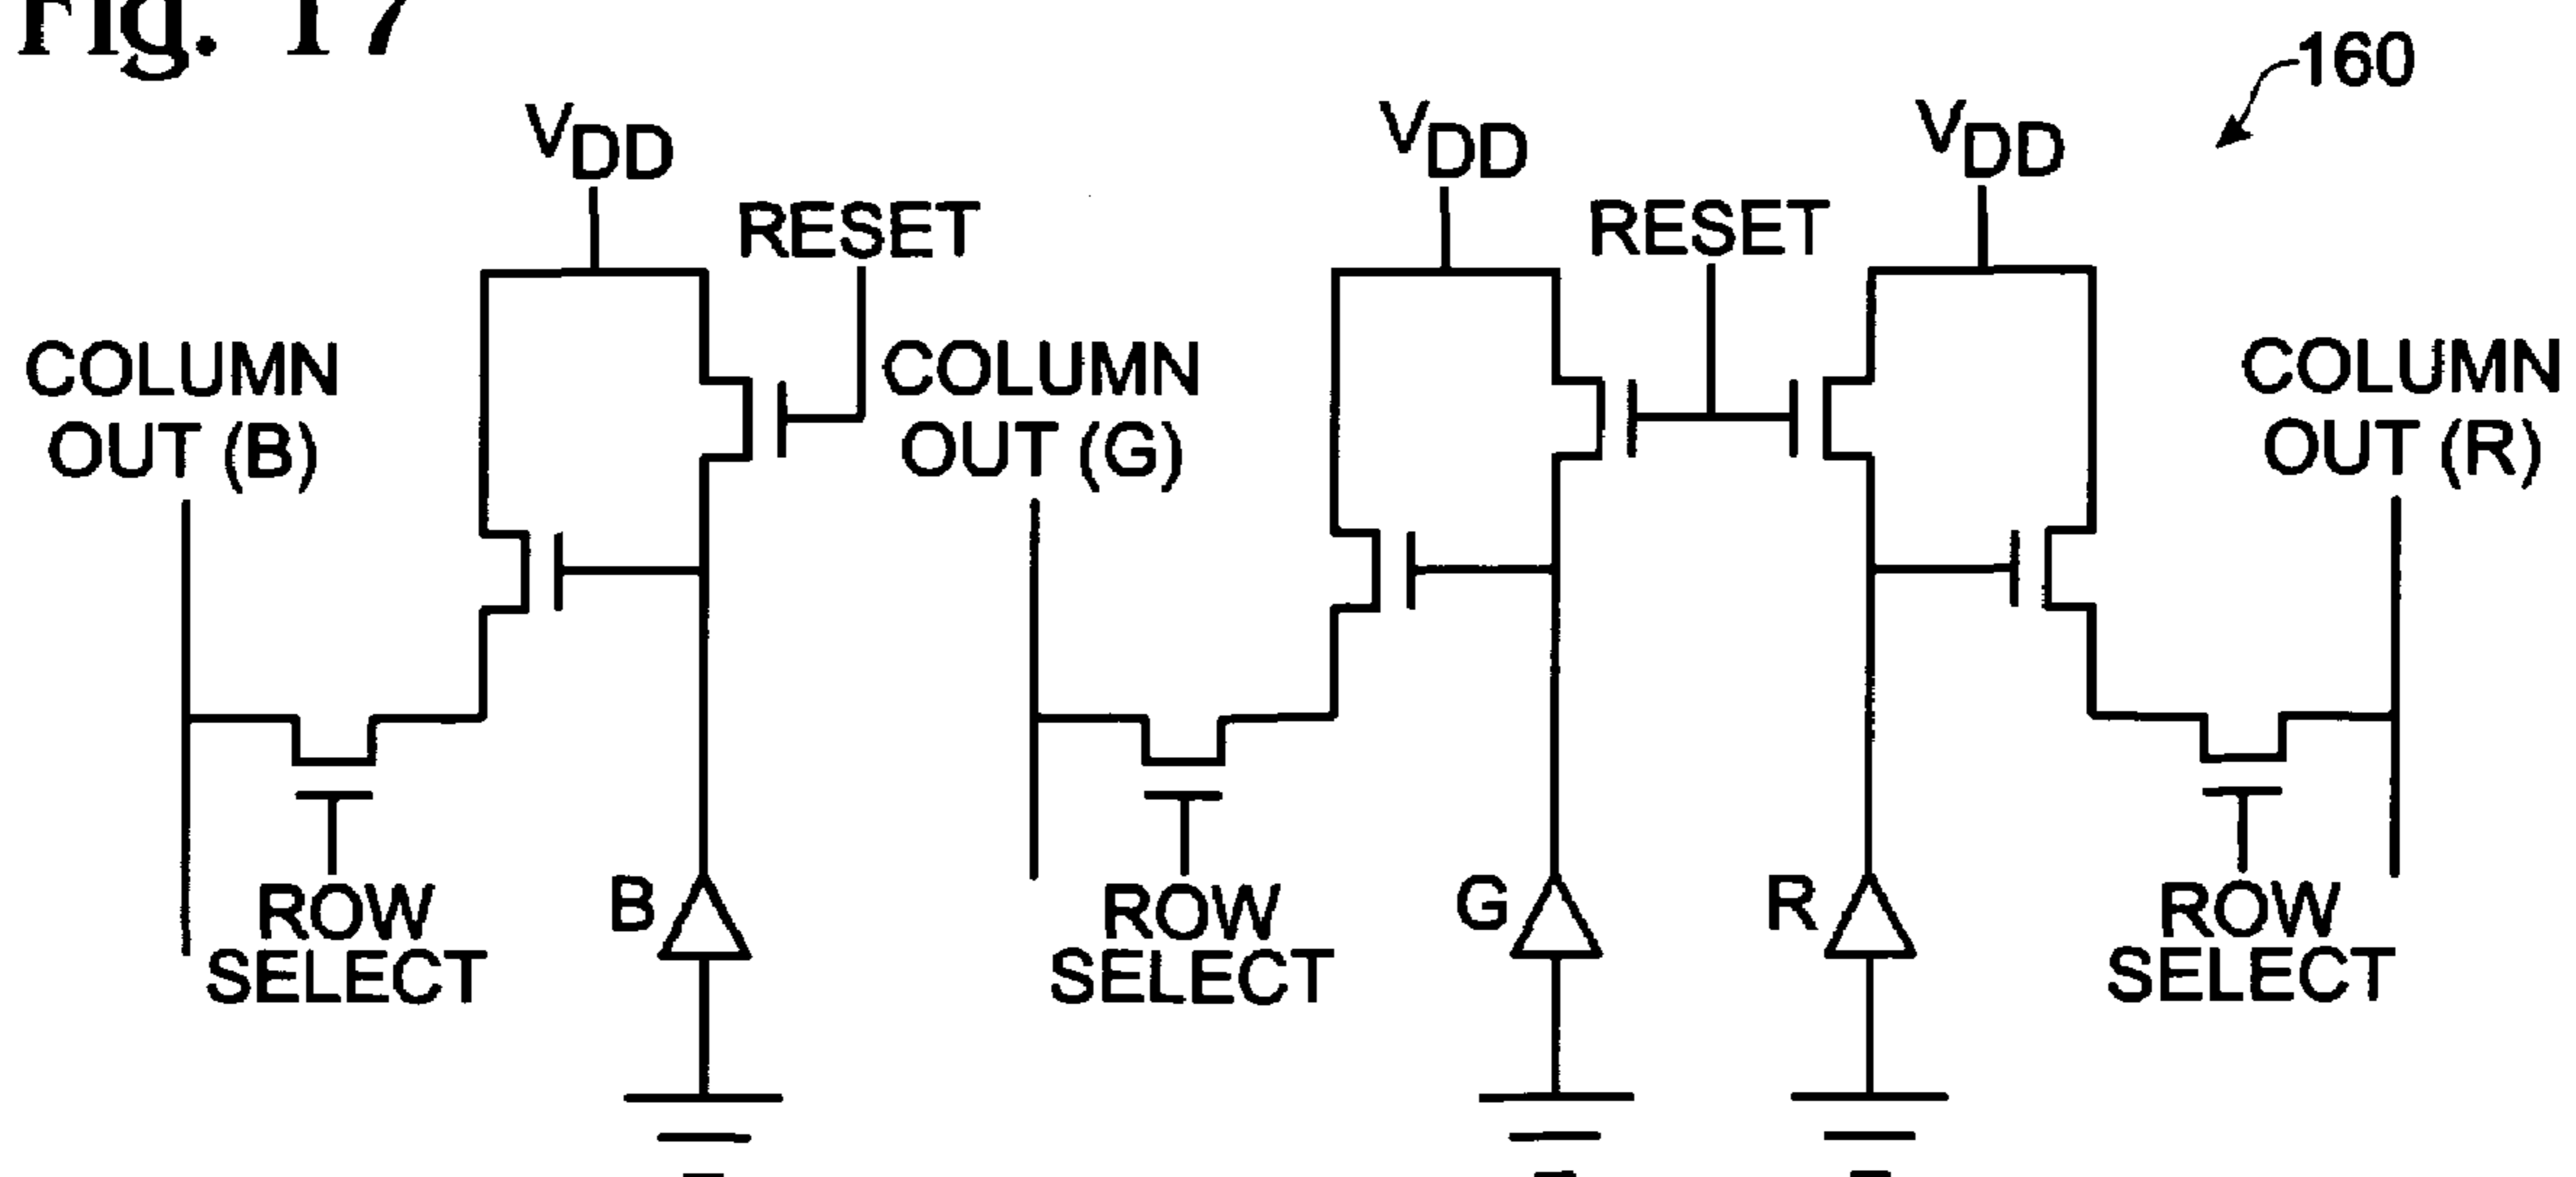 Fig. 17
160
VDD
VDD
VDD
RESET
RESET
COLUMN
OUT (B)
COLUMN
OUT (G)
COLUMN
OUT (R)
B
G
R
ROW
SELECT
ROW
SELECT
ROW
SELECT